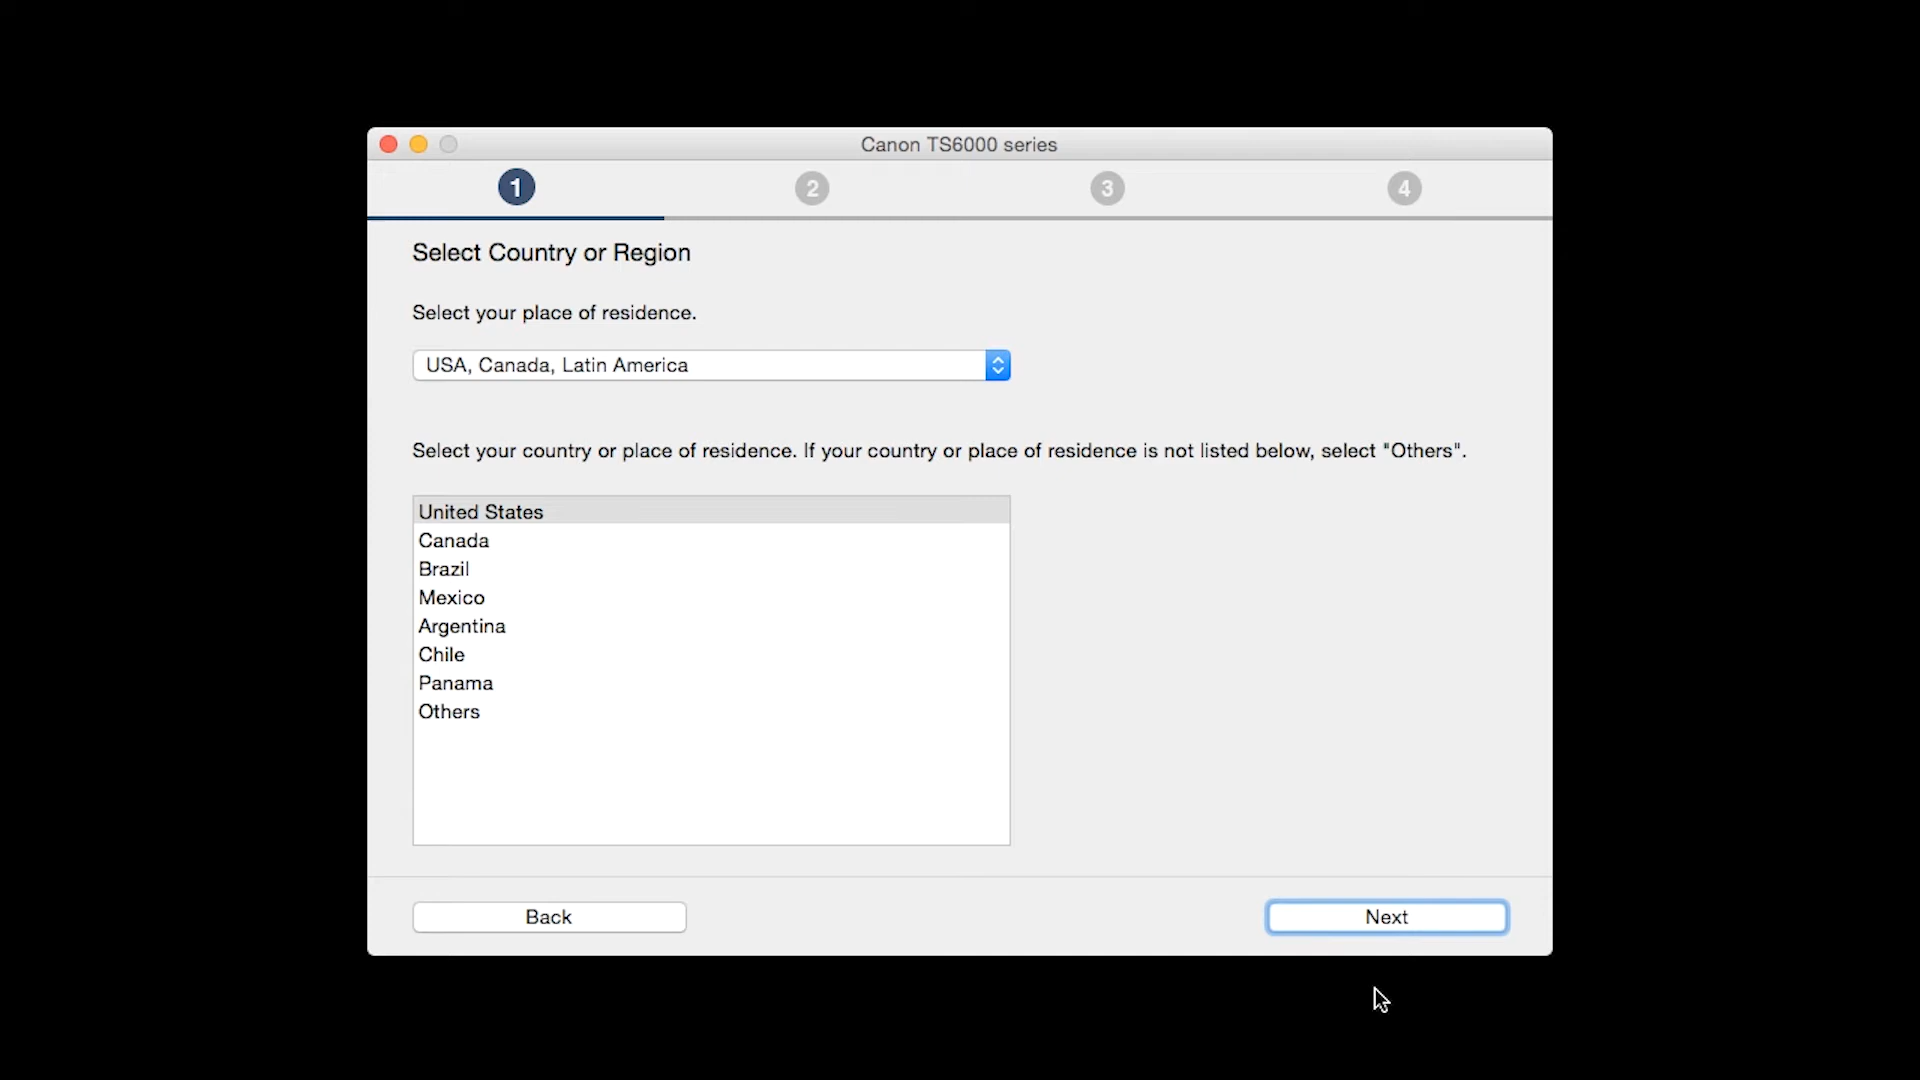 Canon TS6000 series
1 2 3 4
Select Country or Region
Select your place of residence.
USA, Canada, Latin America
Select your country or place of residence. If your country or place of residence is not listed below, select "Others".
United States
Canada
Brazil
Mexico
Argentina
Chile
Panama
Others
Back Next